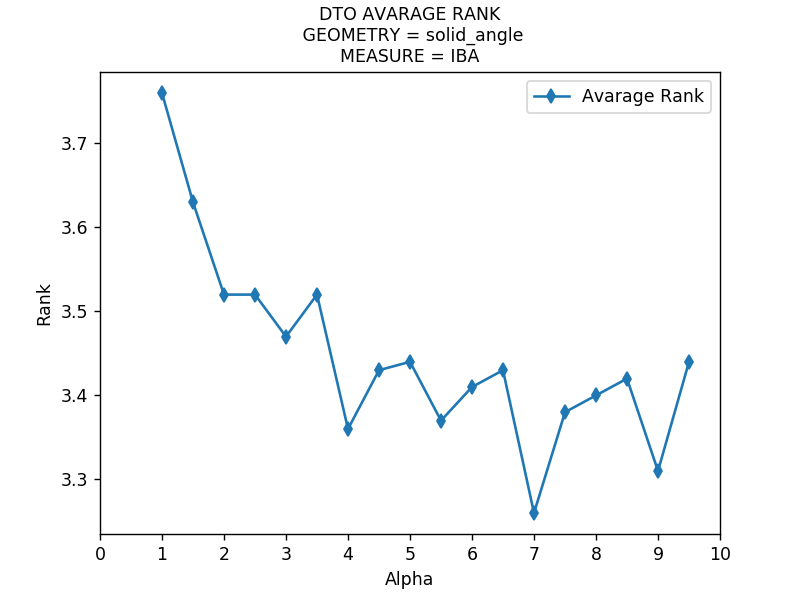 DTO AVARAGE RANK
GEOMETRY = solid_angle
MEASURE = IBA
Avarage Rank
3.7
3.6
3.5
3.4
3.3
Rank
0 1 2 3 4 5 6 7 8 9 10
Alpha